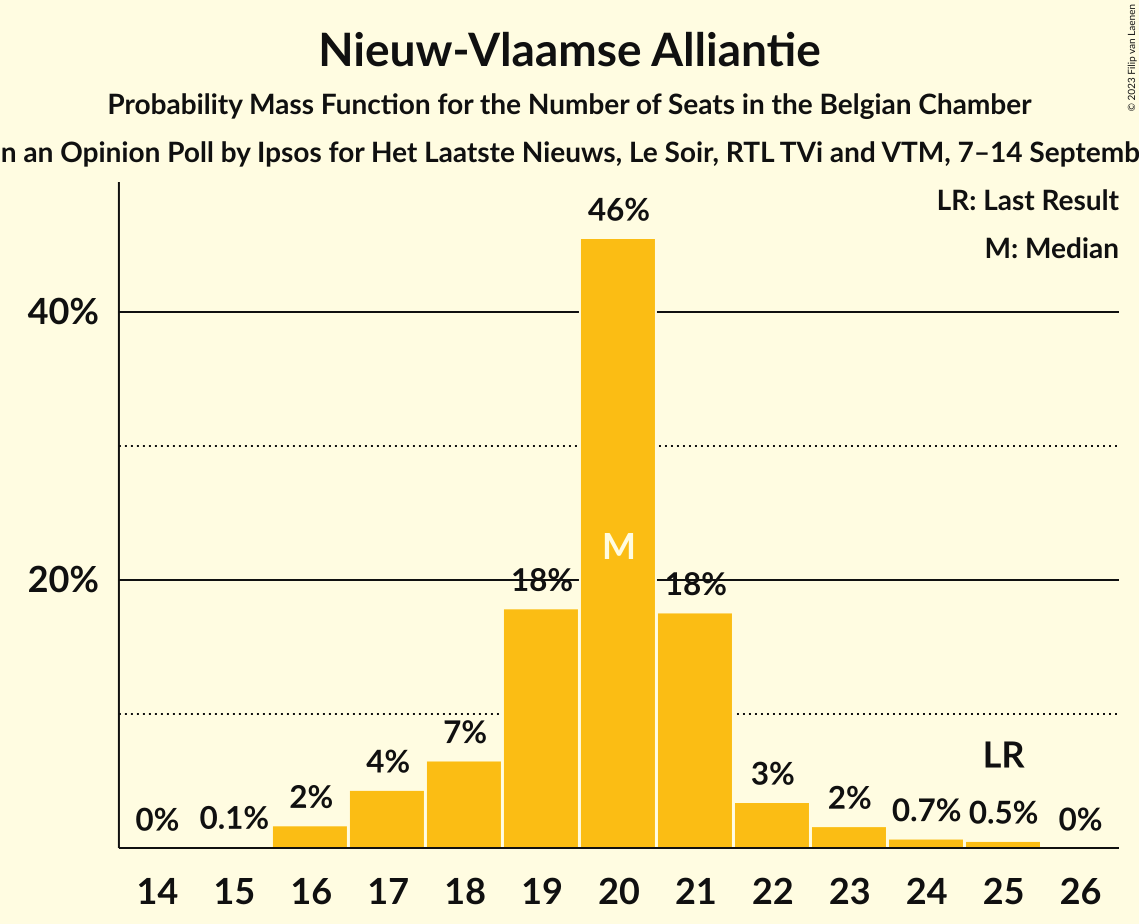 Nieuw-Vlaamse Alliantie
Probability Mass Function for the Number of Seats in the Belgian Chamber
n an Opinion Poll by Ipsos for Het Laatste Nieuws, Le Soir, RTL TVi and VTM, 7–14 Septemb
© 2023 Filip van Laenen
LR: Last Result
M: Median
46%
40%
M
20%
18%
18%
7%
4%
3%
2%
2%
LR
0%
0.1%
0.7%
0.5%
0%
14 15 16 17 18 19 20 21 22 23 24 25 26